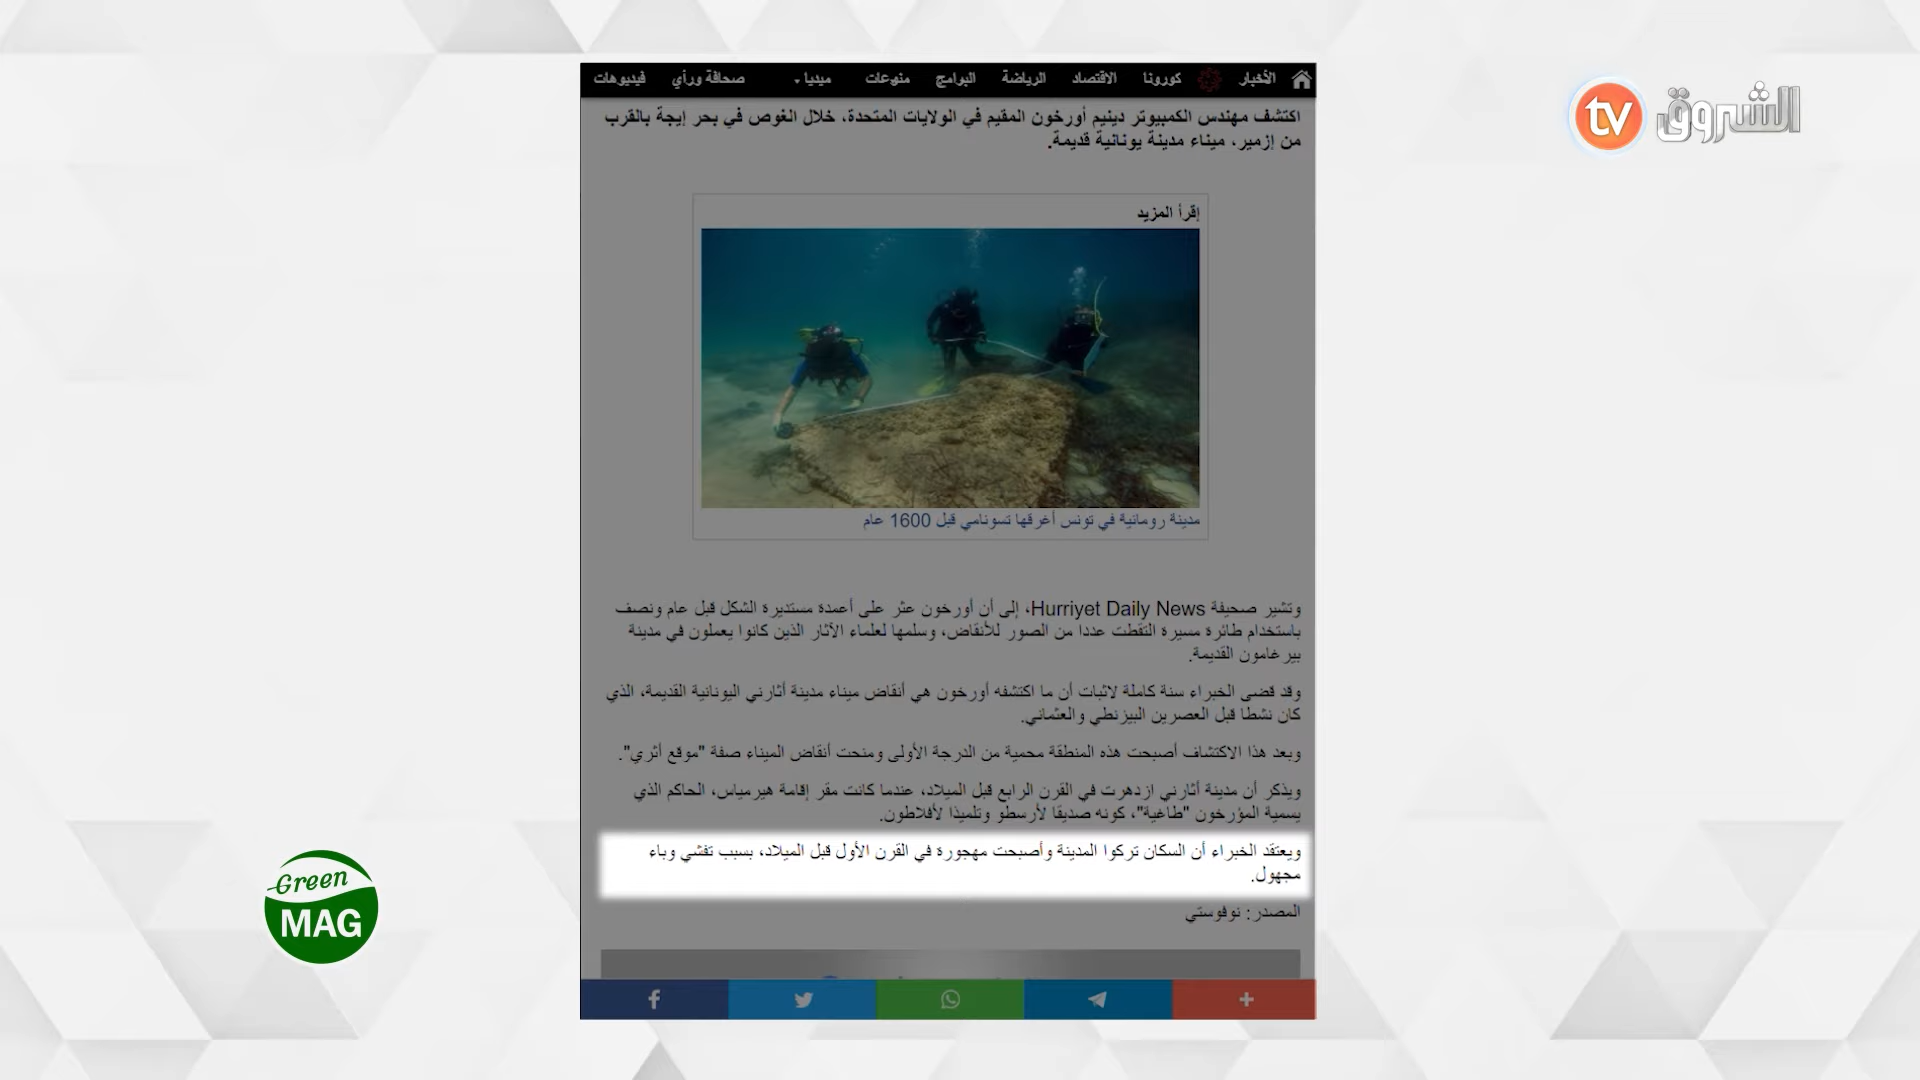 الأخبار كورونا الاقتصاد الرياضة البوامج منوعات ميديا صحافة ورأي فيديوهات
الشروق tv
اكتشف مهندس الكمبيوتر دينيم أورخون المقيم في الولايات المتحدة، خلال الغوص في بحر إيجة بالقرب
من إزمير، ميناء مدينة يونانية قديمة.
إقرأ المزيد
مدينة رومانية في تونس أغرقها تسونامي قبل 1600 عام
وتشير صحيفة Hurriyet Daily News، إلى أن أورخون عثر على أعمدة مستديرة الشكل قبل عام ونصف
باستخدام طائرة مسيرة التقطت عددا من الصور للأنقاض، وسلمها لعلماء الآثار الذين كانوا يعملون في مدينة
بيرغامون القديمة.
وقد قضى الخبراء سنة كاملة لاثبات أن ما اكتشفه أورخون هي أنقاض ميناء مدينة أثارني اليونانية القديمة، الذي
كان نشطا قبل العصرين البيزنطي والعثماني.
وبعد هذا الاكتشاف أصبحت هذه المنطقة محمية من الدرجة الأولى ومنحت أنقاض الميناء صفة "موقع أثري".
ويذكر أن مدينة أثارني ازدهرت في القرن الرابع قبل الميلاد، عندما كانت مقر إقامة هيرمياس، الحاكم الذي
يسمية المؤرخون "طاغية"، كونه صديقا لأرسطو وتلميذا لأفلاطون.
ويعتقد الخبراء أن السكان تركوا المدينة وأصبحت مهجورة في القرن الأول قبل الميلاد، بسبب تفشي وباء
مجهول.
المصدر: نوفوستي
Green
MAG